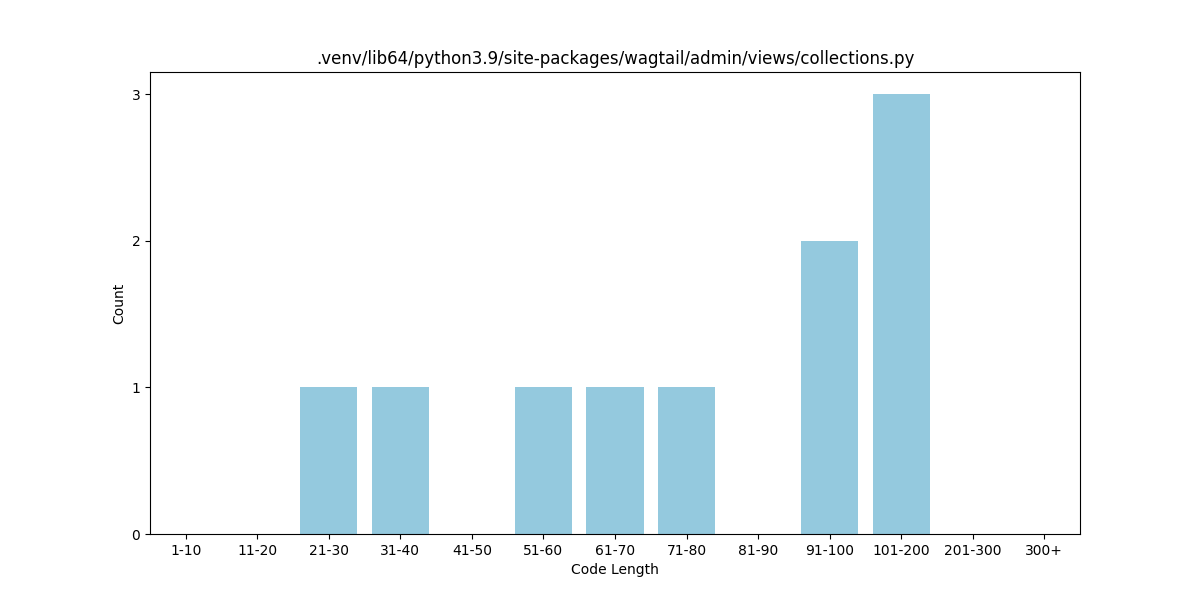 .venv/lib64/python3.9/site-packages/wagtail/admin/views/collections.py
3
2
1
0
Count
1-10 11-20 21-30 31-40 41-50 51-60 61-70 71-80 81-90 91-100 101-200 201-300 300+
Code Length